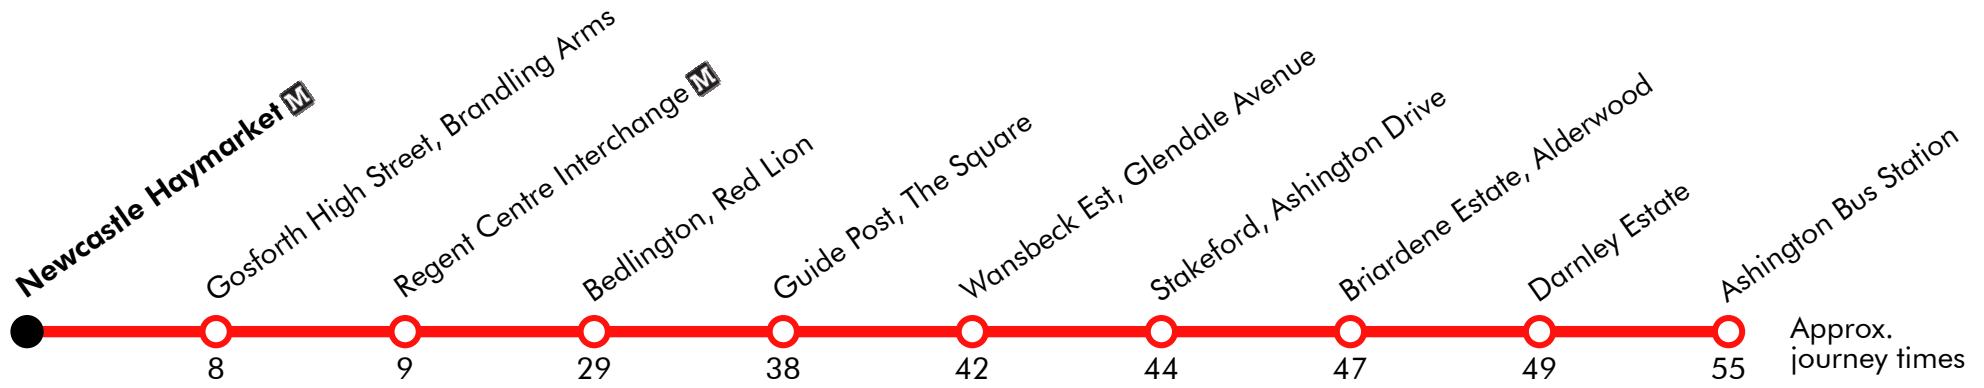 Newcastle Haymarket M
Gosforth High Street, Brandling Arms
Regent Centre Interchange M
Bedlington, Red Lion
Guide Post, The Square
Wansbeck Est, Glendale Avenue
Stakeford, Ashington Drive
Briardene Estate, Alderwood
Darnley Estate
Ashington Bus Station
8 9 29 38 42 44 47 49 55
Approx.
journey times